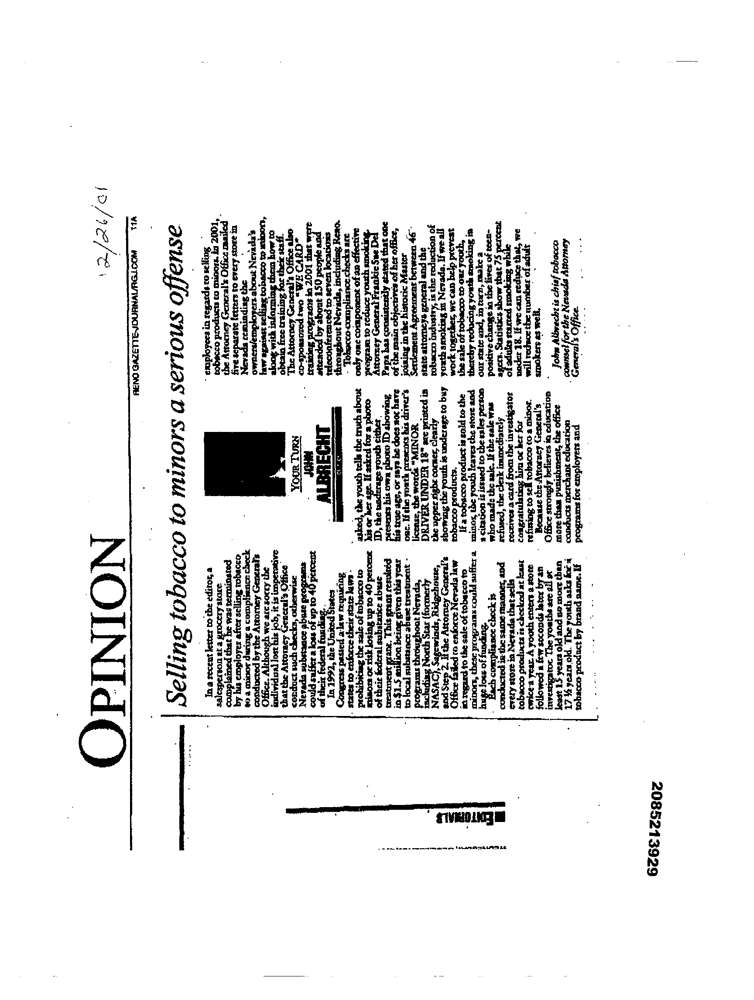 2/26/01
OPINION
RENO GAZETTE-JOURNAL/RGJ.COM 11A
Selling tobacco to minors a serious offense
In a recent letter to the editor, a
salesperson at a grocery store
complained that he was terminated
by his employer after selling tobacco
to a minor during a compliance check
conducted by the Attorney General's
Office. Although we are sorry the
individual lost his job, it is imperative
that the Attorney General's Office
conduct such checks, otherwise
Nevada substance abuse programs
could suffer a loss of up to 40 percent
of their federal funding.
In 1992, the United States
Congress passed a law requiring
states to enforce their state laws
prohibiting the sale of tobacco to
minors or risk losing up to 40 percent
of their federal substance abuse
treatment grant. This grant resulted
in $1.5 million being given this year
to local substance abuse treatment
programs throughout Nevada,
including North Star (formerly
NASAC), Sagewinds, Ridgehouse,
and Step 2. If the Attorney General's
Office failed to enforce Nevada law
in regard to the sale of tobacco to
minors, these programs could suffer a
huge loss of funding.
Each compliance check is
conducted in the same manner, and
every store in Nevada that sells
tobacco products is checked at least
twice a year. A youth enters a store
followed a few seconds later by an
investigator. The youths are all at
least 15 years old and no more than
17 ½ years old. The youth asks for a
tobacco product by brand name. If
YOUR TURN
JOHN
ALBRECHT
asked, the youth tells the truth about
his or her age. If asked for a photo
ID, the underage youth either
presents his own photo ID showing
his true age, or says he does not have
one. If the youth presents his driver's
license, the words "MINOR
DRIVER UNDER 18" are printed in
the upper right corner, clearly
showing the youth is underage to buy
tobacco products.
If a tobacco product is sold to the
minor, the youth leaves the store and
a citation is issued to the sales person
who made the sale. If the sale was
refused, the clerk immediately
receives a card from the investigator
congratulating him or her for
refusing to sell tobacco to a minor.
Because the Attorney General's
Office strongly believes in education
more than punishment, the office
conducts merchant education
programs for employers and
employees in regards to selling
tobacco products to minors. In 2001,
the Attorney General's Office mailed
five separate letters to every store in
Nevada reminding the
owners/employers about Nevada's
law against selling tobacco to minors,
along with informing them how to
obtain free training for their staff.
The Attorney General's Office also
co-sponsored two "WE CARD"
training programs in 2001 that were
attended by about 150 people and
teleconferenced to seven locations
throughout Nevada, including Reno.
Tobacco compliance checks are
only one component of an effective
program to reduce youth smoking.
Attorney General Frankie Sue Del
Papa has consistently stated that one
of the main objectives of her office,
joining in the historic Master
Settlement Agreement between 46
state attorneys general and the
tobacco industry, is the reduction of
youth smoking in Nevada. If we all
work together, we can help prevent
the sale of tobacco to our youth,
thereby reducing youth smoking in
our state and, in turn, make a
positive change in the lives of teen-
agers. Statistics show that 75 percent
of adults started smoking while
under 18. If we can reduce that, we
will reduce the number of adult
smokers as well.
John Albrecht is chief tobacco
counsel for the Nevada Attorney
General's Office.
EDITORIALS
2085213929